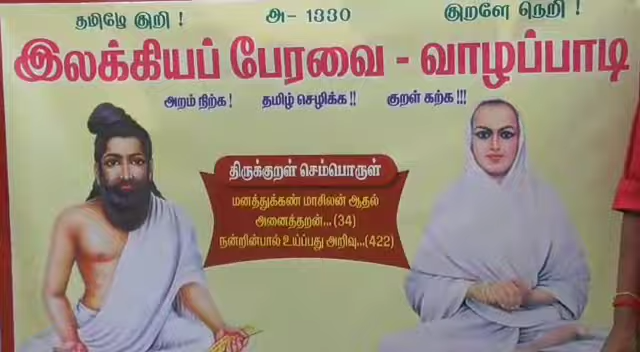 தமிழே குறி !
அ- 1330
குறளே நெறி !
இலக்கியப் பேரவை - வாழப்பாடி
அறம் நிற்க !
தமிழ் செழிக்க !!
குறள் கற்க !!!
திருக்குறள் செம்பொருள்
மனத்துக்கண் மாசிலன் ஆதல்
அனைத்தறன்...(34)
நன்றின்பால் உய்ப்பது அறிவு...(422)